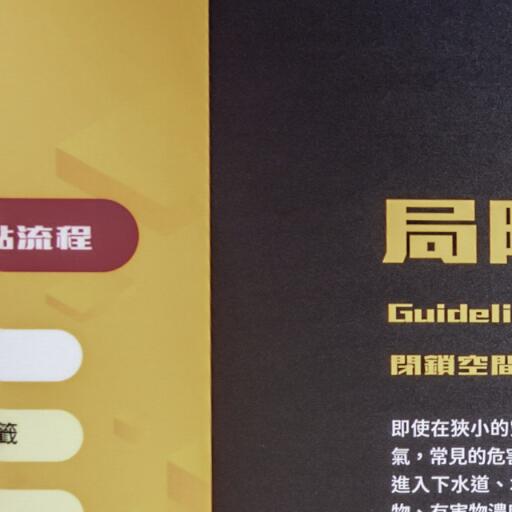 站流程
籤
局限
Guideli
閉鎖空間
即使在狹小的
氣，常見的危害
進入下水道、
物、有害物濃